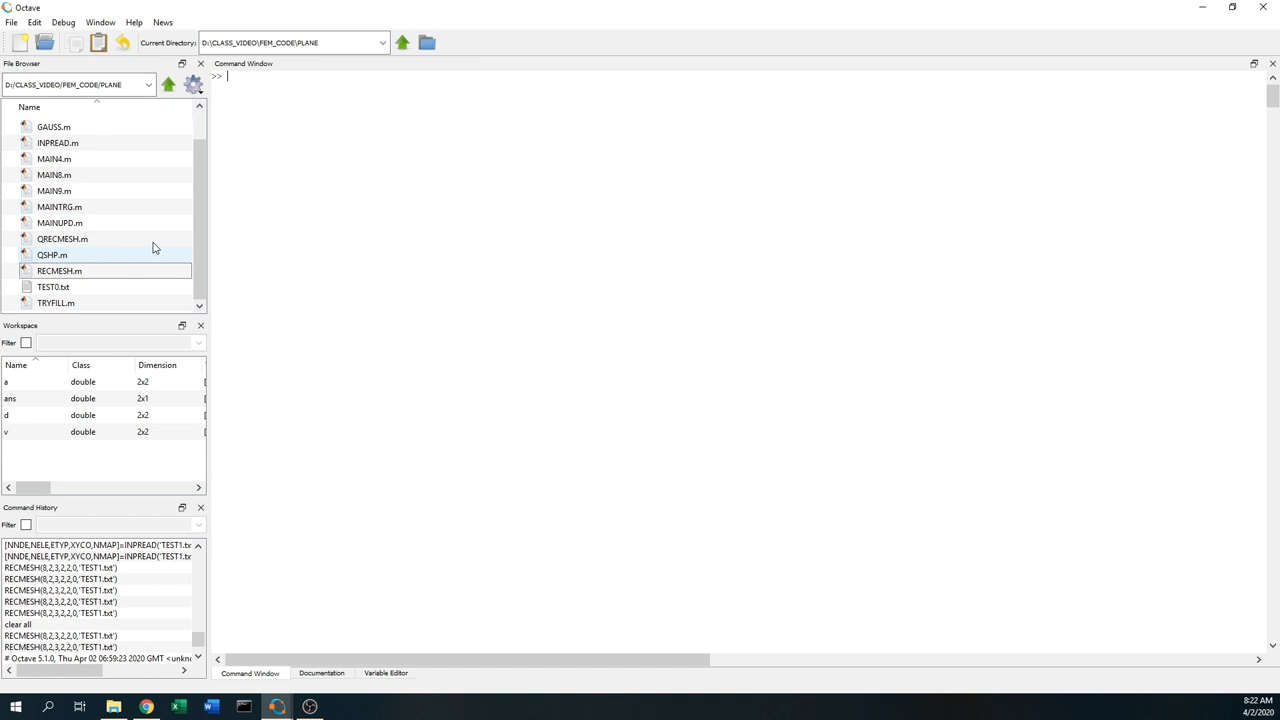 Octave
File Edit Debug Window Help News
Current Directory: D:\CLASS_VIDEO\FEM_CODE\PLANE
File Browser
D:/CLASS_VIDEO/FEM_CODE/PLANE
Name
GAUSS.m
INPREAD.m
MAIN4.m
MAIN8.m
MAIN9.m
MAINTRG.m
MAINUPD.m
QRECMESH.m
QSHP.m
RECMESH.m
TEST0.txt
TRYFILL.m
Workspace
Filter
Name Class Dimension
a double 2x2 [
ans double 2x1 [
d double 2x2 [
v double 2x2 [
Command History
Filter
[NNDE,NELE,ETYP,XYCO,NMAP]=INPREAD('TEST1.tx
[NNDE,NELE,ETYP,XYCO,NMAP]=INPREAD('TEST1.tx
RECMESH(8,2,3,2,2,0,'TEST1.txt')
RECMESH(8,2,3,2,2,0,'TEST1.txt')
RECMESH(8,2,3,2,2,0,'TEST1.txt')
RECMESH(8,2,3,2,2,0,'TEST1.txt')
RECMESH(8,2,3,2,2,0,'TEST1.txt')
clear all
RECMESH(8,2,3,2,2,0,'TEST1.txt')
RECMESH(8,2,3,2,2,0,'TEST1.txt')
# Octave 5.1.0, Thu Apr 02 06:59:23 2020 GMT <unkn
Command Window
>>
Command Window Documentation Variable Editor
8:22 AM
4/2/2020